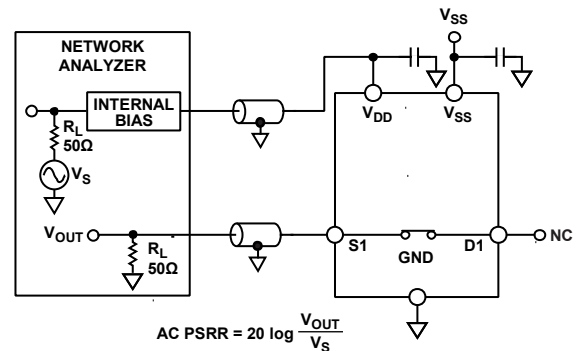 NETWORK
ANALYZER
INTERNAL
BIAS
RL
50Ω
VS
VOUT
RL
50Ω
VSS
VDD
VSS
S1
GND
D1
NC
AC PSRR = 20 log VOUT
VS